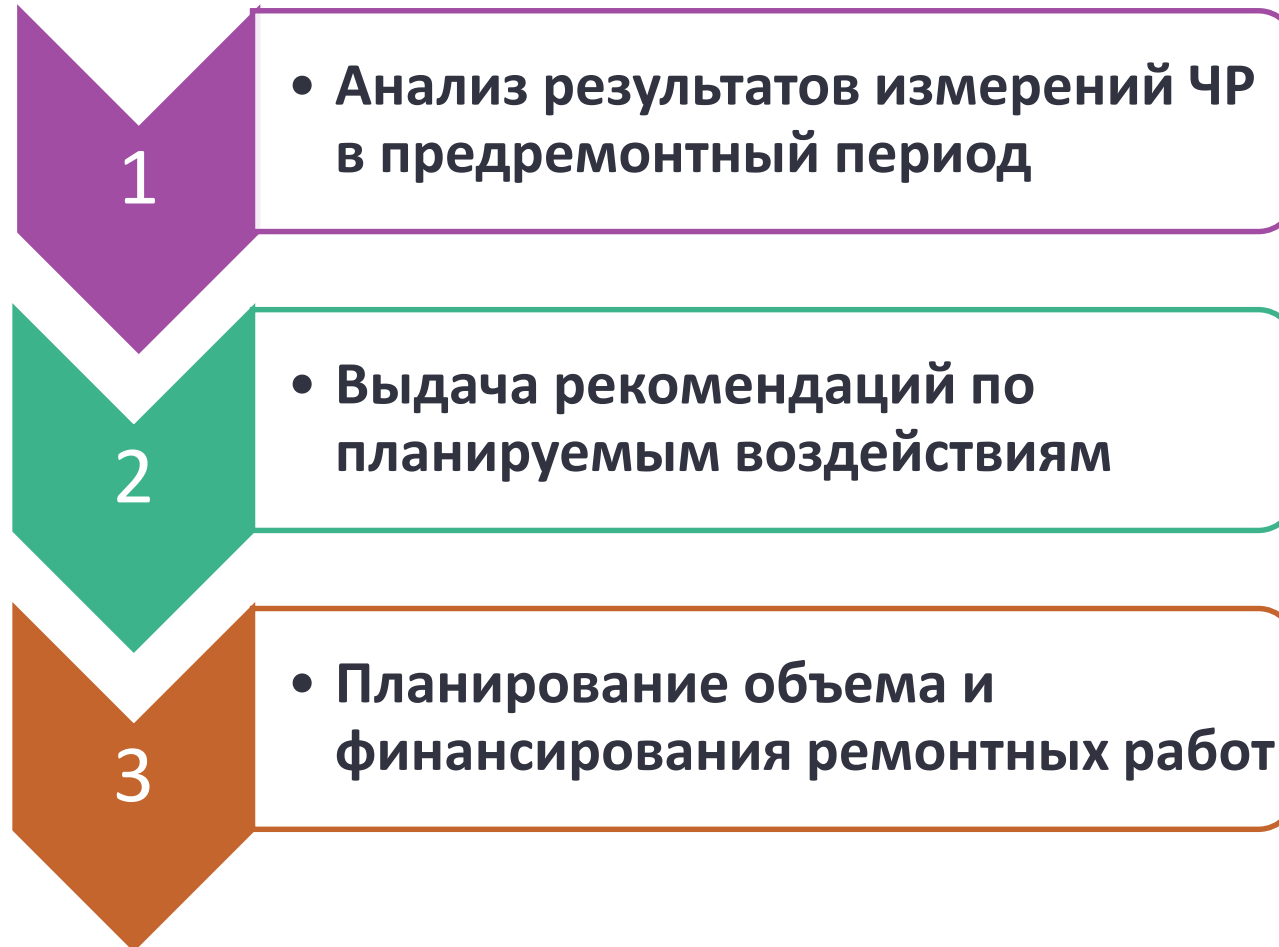 1
• Анализ результатов измерений ЧР
в предремонтный период
2
• Выдача рекомендаций по
планируемым воздействиям
3
• Планирование объема и
финансирования ремонтных работ